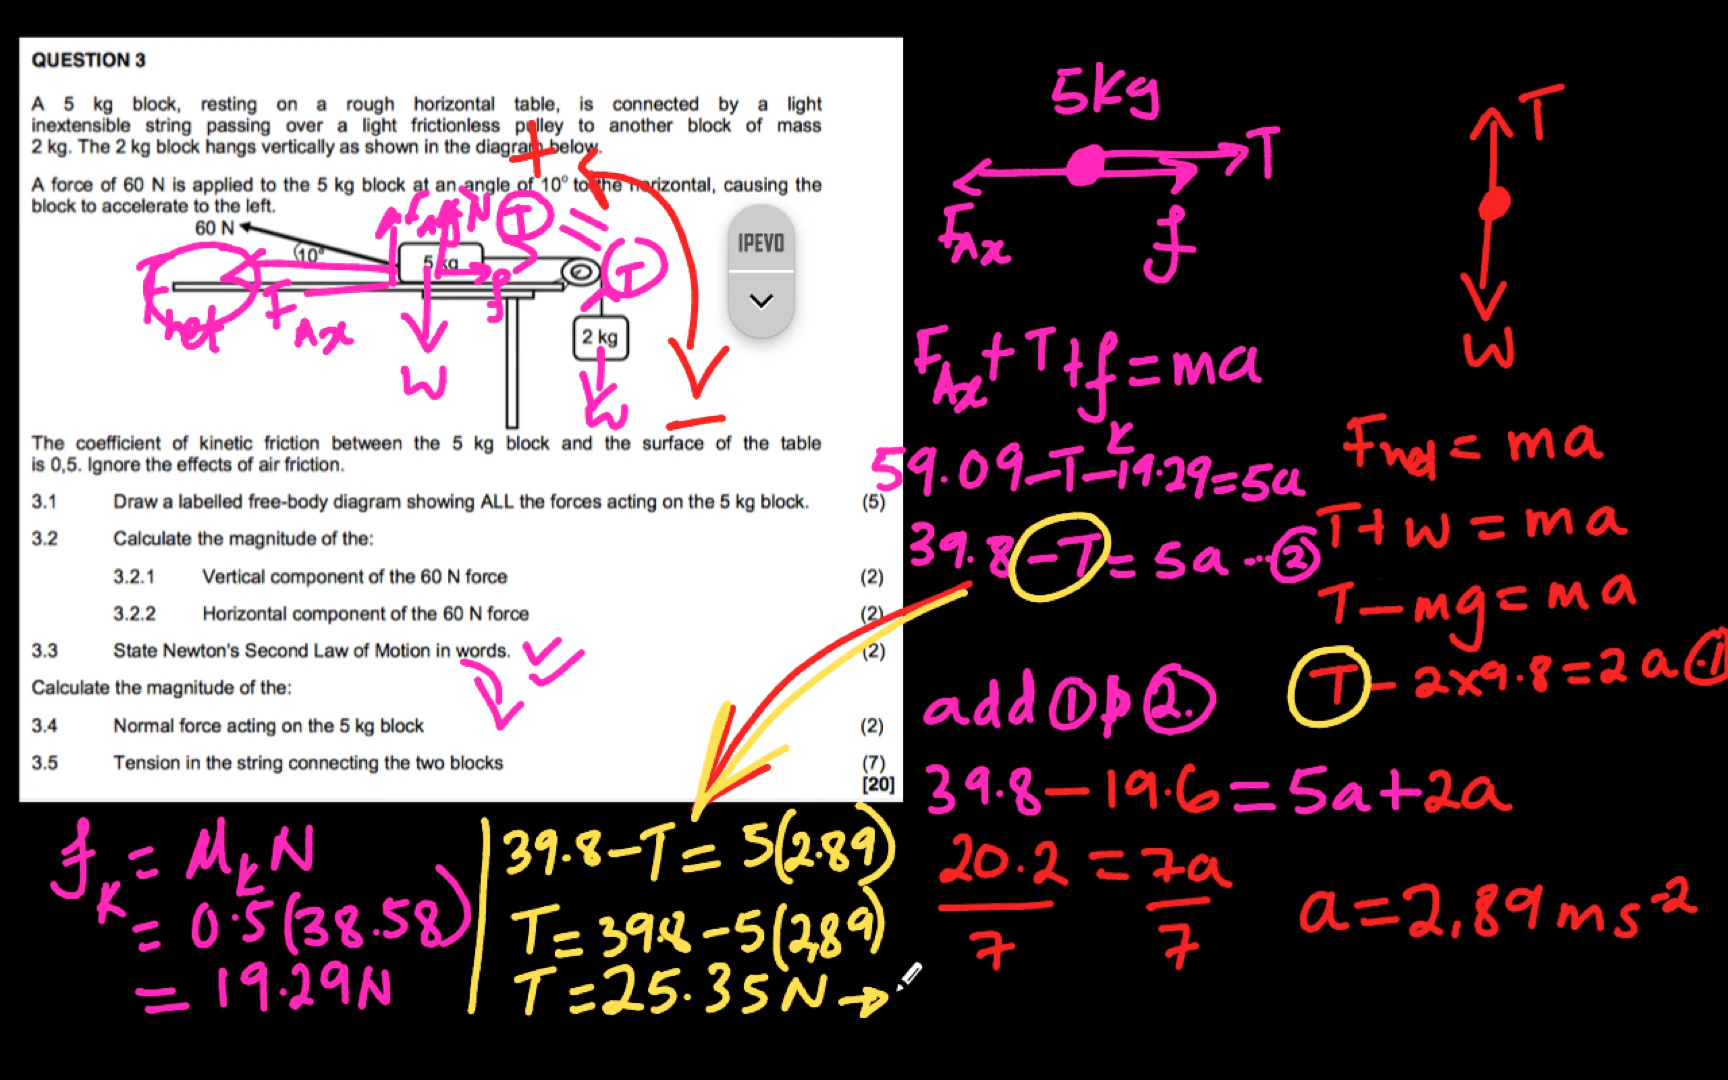 QUESTION 3
A 5 kg block, resting on a rough horizontal table, is connected by a light
inextensible string passing over a light frictionless pulley to another block of mass
2 kg. The 2 kg block hangs vertically as shown in the diagram below.
A force of 60 N is applied to the 5 kg block at an angle of 10° to the horizontal, causing the
block to accelerate to the left.
60 N
10°
5 kg
2 kg
N
T
=
T
+
−
f
Fnet
FAx
W
W
IPEVO
The coefficient of kinetic friction between the 5 kg block and the surface of the table
is 0,5. Ignore the effects of air friction.
3.1 Draw a labelled free-body diagram showing ALL the forces acting on the 5 kg block. (5)
3.2 Calculate the magnitude of the:
3.2.1 Vertical component of the 60 N force (2)
3.2.2 Horizontal component of the 60 N force (2)
3.3 State Newton's Second Law of Motion in words. (2)
Calculate the magnitude of the:
3.4 Normal force acting on the 5 kg block (2)
3.5 Tension in the string connecting the two blocks (7)
[20]
fK = μkN
= 0.5(38.58)
= 19.29N
39.8-T = 5(2.89)
T = 39.8-5(2,89)
T = 25.35N →
5kg
T
FAx
f
FAx + T + f = ma
59.09-T-19.29=5a
39.8-T = 5a ...②
add ① & ②.
39.8-19.6 = 5a+2a
20.2 = 7a
7 7
a=2,89ms-2
T
W
Fnet = ma
T+W = ma
T-mg = ma
T - 2x9.8 = 2a ..①